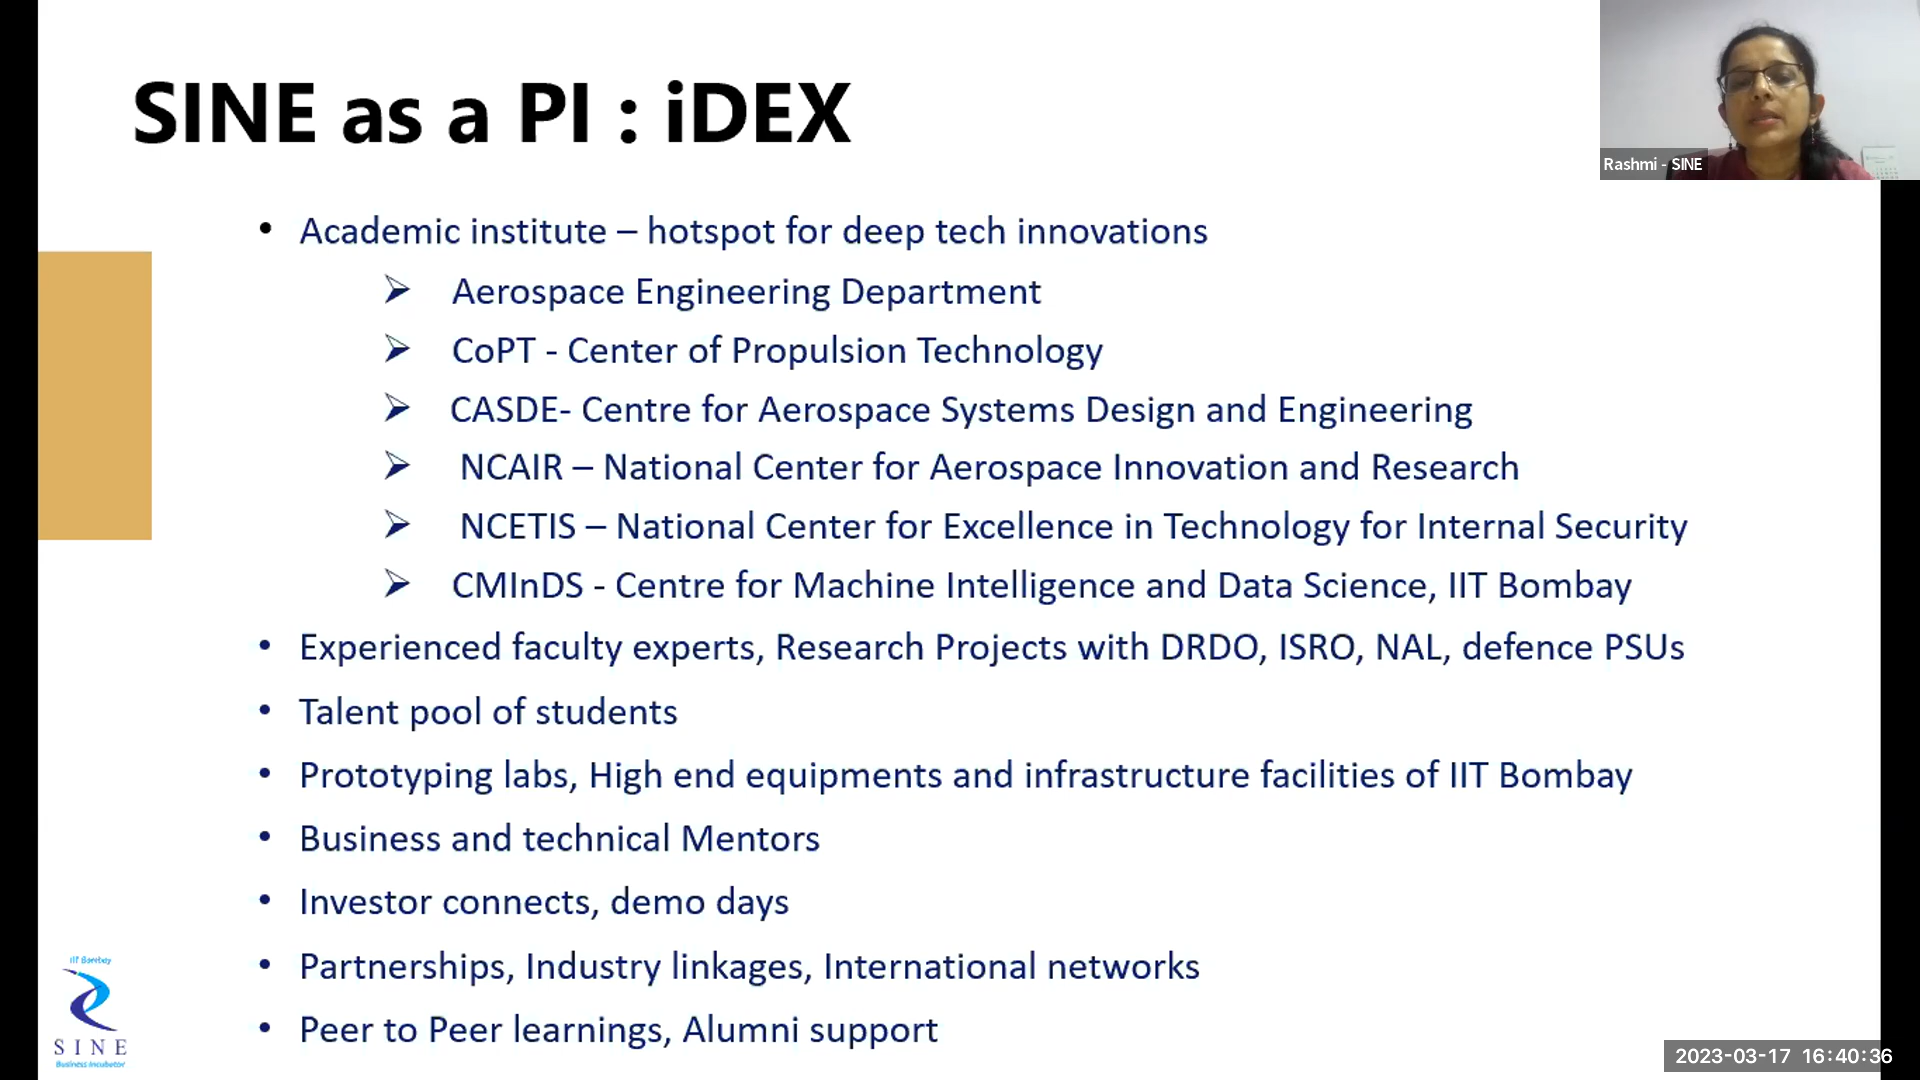 SINE as a PI : iDEX
Rashmi - SINE
• Academic institute – hotspot for deep tech innovations
➢ Aerospace Engineering Department
➢ CoPT - Center of Propulsion Technology
➢ CASDE- Centre for Aerospace Systems Design and Engineering
➢ NCAIR – National Center for Aerospace Innovation and Research
➢ NCETIS – National Center for Excellence in Technology for Internal Security
➢ CMInDS - Centre for Machine Intelligence and Data Science, IIT Bombay
• Experienced faculty experts, Research Projects with DRDO, ISRO, NAL, defence PSUs
• Talent pool of students
• Prototyping labs, High end equipments and infrastructure facilities of IIT Bombay
• Business and technical Mentors
• Investor connects, demo days
• Partnerships, Industry linkages, International networks
• Peer to Peer learnings, Alumni support
IIT Bombay
SINE
Business Incubator
2023-03-17 16:40:36